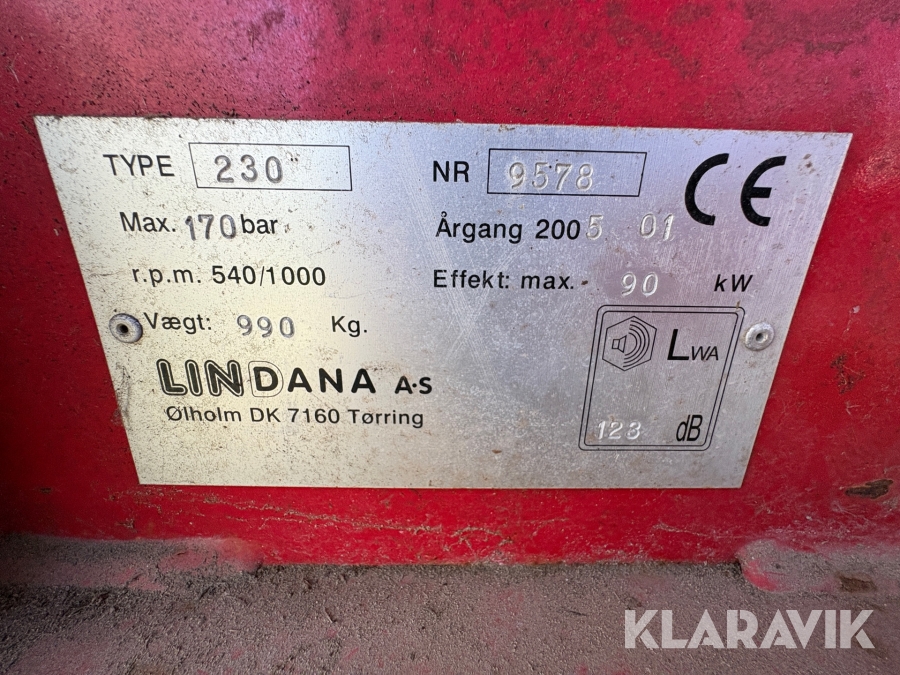 TYPE 230 NR 9578 CE
Max. 170 bar Årgang 2005 01
r.p.m. 540/1000 Effekt: max. 90 kW
Vægt: 990 Kg.
LINDANA A·S LWA
Ølholm DK 7160 Tørring
123 dB
KLARAVIK